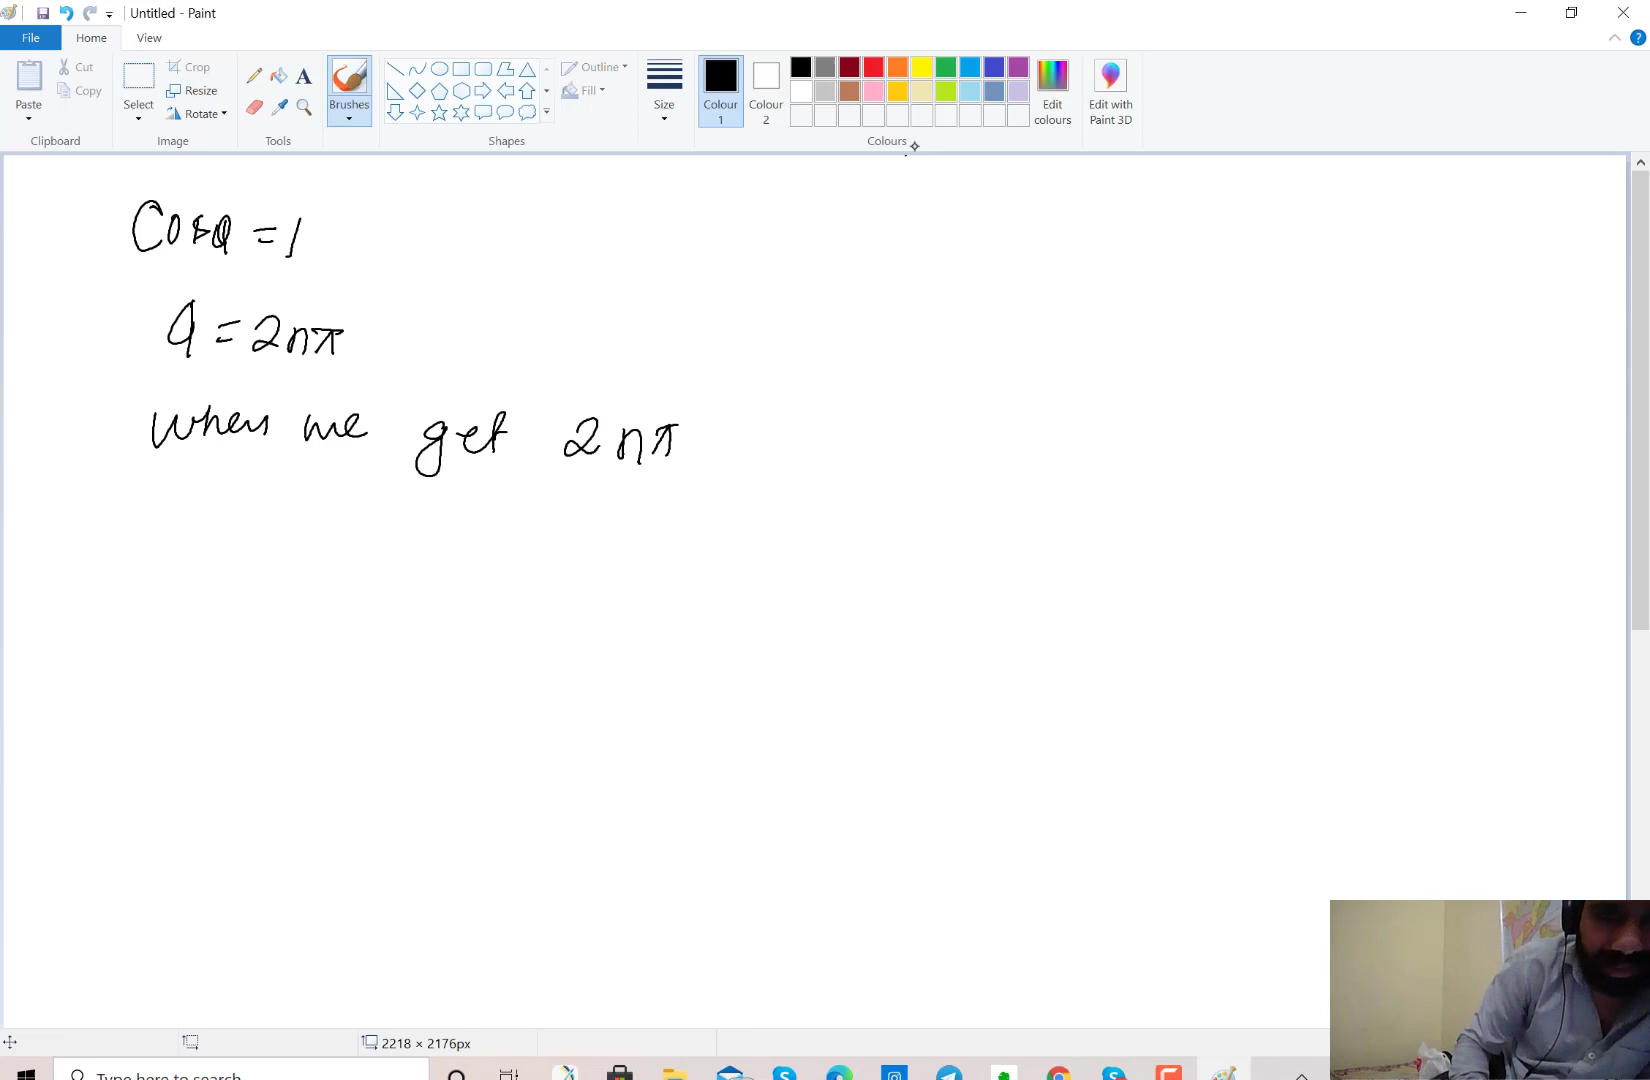 Untitled - Paint
File Home View
Paste
Cut
Copy
Clipboard
Select
Crop
Resize
Rotate
Image
A
Tools
Brushes
Shapes
Outline
Fill
Size
Colour
1
Colour
2
Colours
Edit
colours
Edit with
Paint 3D
Cosθ = 1
θ = 2nπ
when we get 2nπ
2218 × 2176px
Type here to search